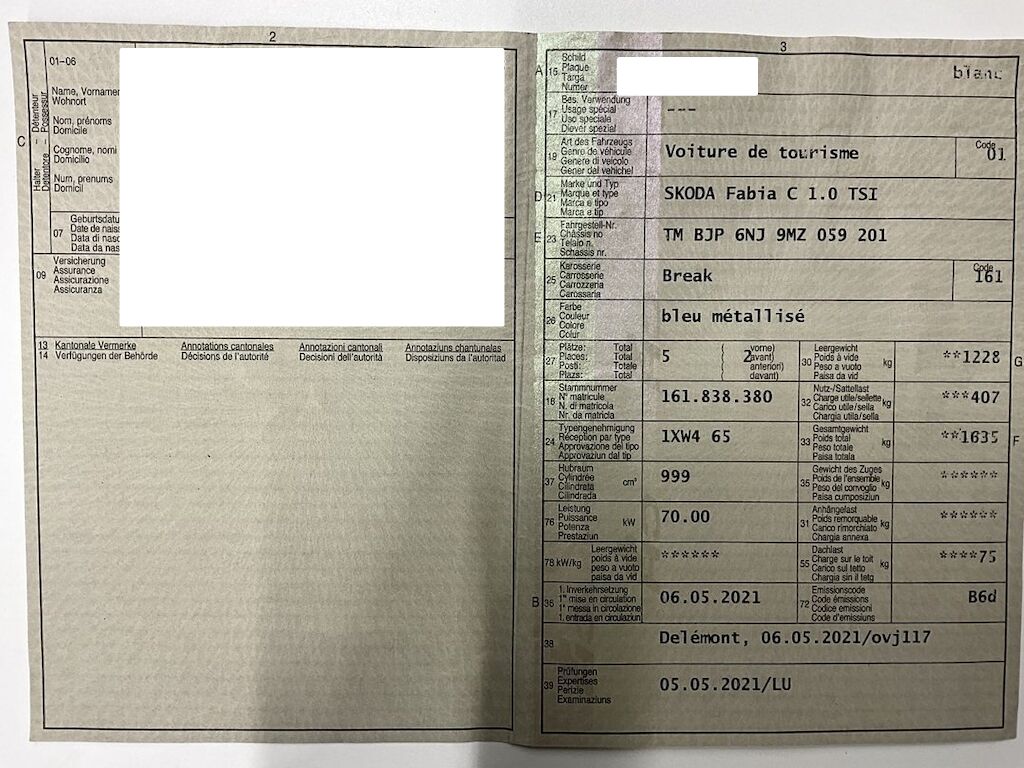 2
01–06
Halter – Détenteur
Detentore – Possessur
C
Name, Vornamen
Wohnort
Nom, prénoms
Domicile
Cognome, nomi
Domicilio
Num, prenums
Domicil
07
Geburtsdatu
Date de nais
Data di nasc
Data da nas
09
Versicherung
Assurance
Assicurazione
Assicuranza
13 Kantonale Vermerke
Annotations cantonales
Annotazioni cantonali
Annotaziuns chantunales
14 Verfügungen der Behörde
Décisions de l'autorité
Decisioni dell'autorità
Disposiziuns da l'autoritad
3
A 15
Schild
Plaque
Targa
Numer
blanc
17
Bes. Verwendung
Usage spécial
Uso speciale
Diever spezial
---
19
Art des Fahrzeugs
Genre de véhicule
Genere di veicolo
Gener dal vehichel
Voiture de tourisme
Code
01
D 21
Marke und Typ
Marque et type
Marca e tipo
Marca e tip
SKODA Fabia C 1.0 TSI
E 23
Fahrgestell-Nr.
Châssis no
Telaio n.
Schassis nr.
TM BJP 6NJ 9MZ 059 201
25
Karosserie
Carrosserie
Carrozzeria
Carossaria
Break
Code
161
26
Farbe
Couleur
Colore
Colur
bleu métallisé
27
Plätze: Total
Places: Total
Posti: Totale
Plazs: Total
5
2
vorne)
avant)
anteriori)
davant)
30
Leergewicht
Poids à vide
Peso a vuoto
Paisa da vid
kg
**1228
G
18
Stammnummer
N° matricule
N. di matricola
Nr. da matricla
161.838.380
32
Nutz-/Sattellast
Charge utile/sellette
Carico utile/sella
Chargia utila/sella
kg
***407
24
Typengenehmigung
Réception par type
Approvazione del tipo
Approvaziun dal tip
1XW4 65
33
Gesamtgewicht
Poids total
Peso totale
Paisa totala
kg
**1635
F
37
Hubraum
Cylindrée
Cilindrata
Cilindrada
cm³
999
35
Gewicht des Zuges
Poids de l'ensemble
Peso del convoglio
Paisa cumposiziun
kg
******
76
Leistung
Puissance
Potenza
Prestaziun
kW
70.00
31
Anhängelast
Poids remorquable
Carico rimorchiato
Chargia annexa
kg
******
78 kW/kg
Leergewicht
poids à vide
peso a vuoto
paisa da vid
******
55
Dachlast
Charge sur le toit
Carico sul tetto
Chargia sin il tetg
kg
****75
B 36
1. Inverkehrsetzung
1re mise en circulation
1a messa in circolazione
1. entrada en circulaziun
06.05.2021
72
Emissionscode
Code émissions
Codice emissioni
Code d'emissiuns
B6d
38
Delémont, 06.05.2021/ovj117
39
Prüfungen
Expertises
Perizie
Examinaziuns
05.05.2021/LU